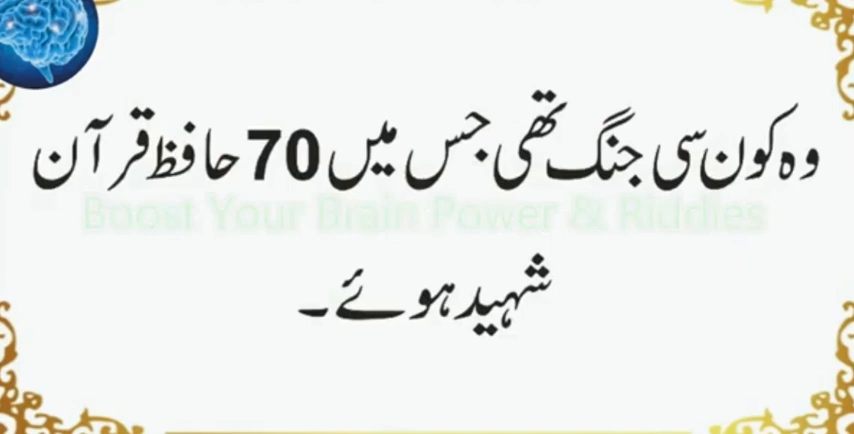 وہ کون سی جنگ تھی جس میں 70 حافظ قرآن
Boost Your Brain Power & Riddles
شہید ہوئے۔